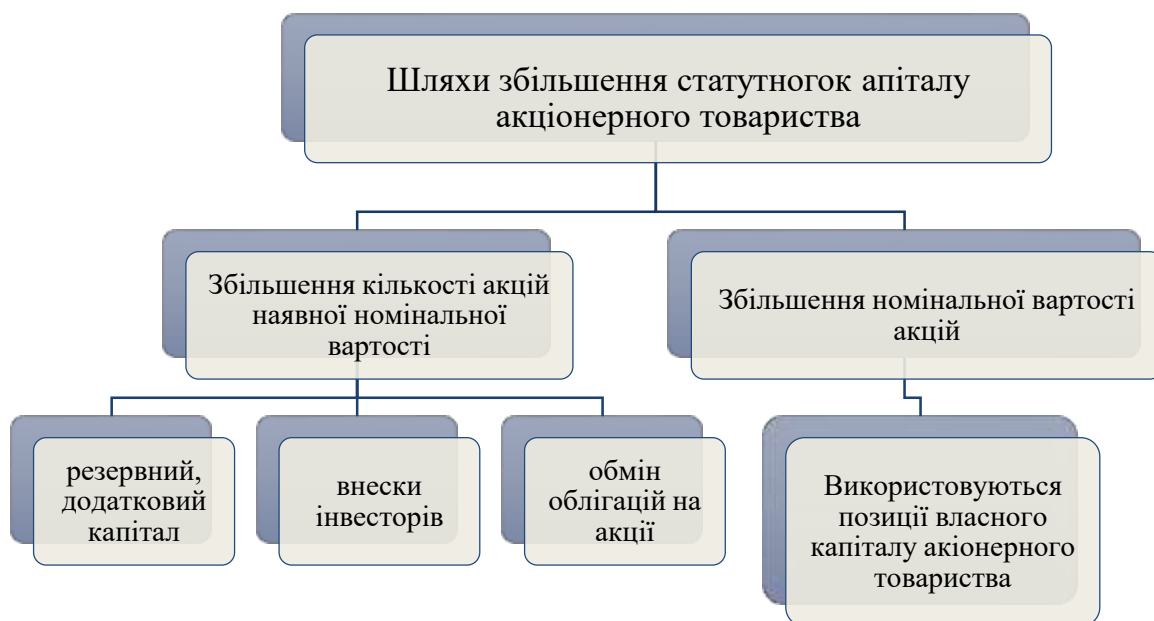 Шляхи збільшення статутногок апіталу
акціонерного товариства
Збільшення кількості акцій
наявної номінальної
вартості
Збільшення номінальної вартості
акцій
резервний,
додатковий
капітал
внески
інвесторів
обмін
облігацій на
акції
Використовуються
позиції власного
капіталу акіонерного
товариства